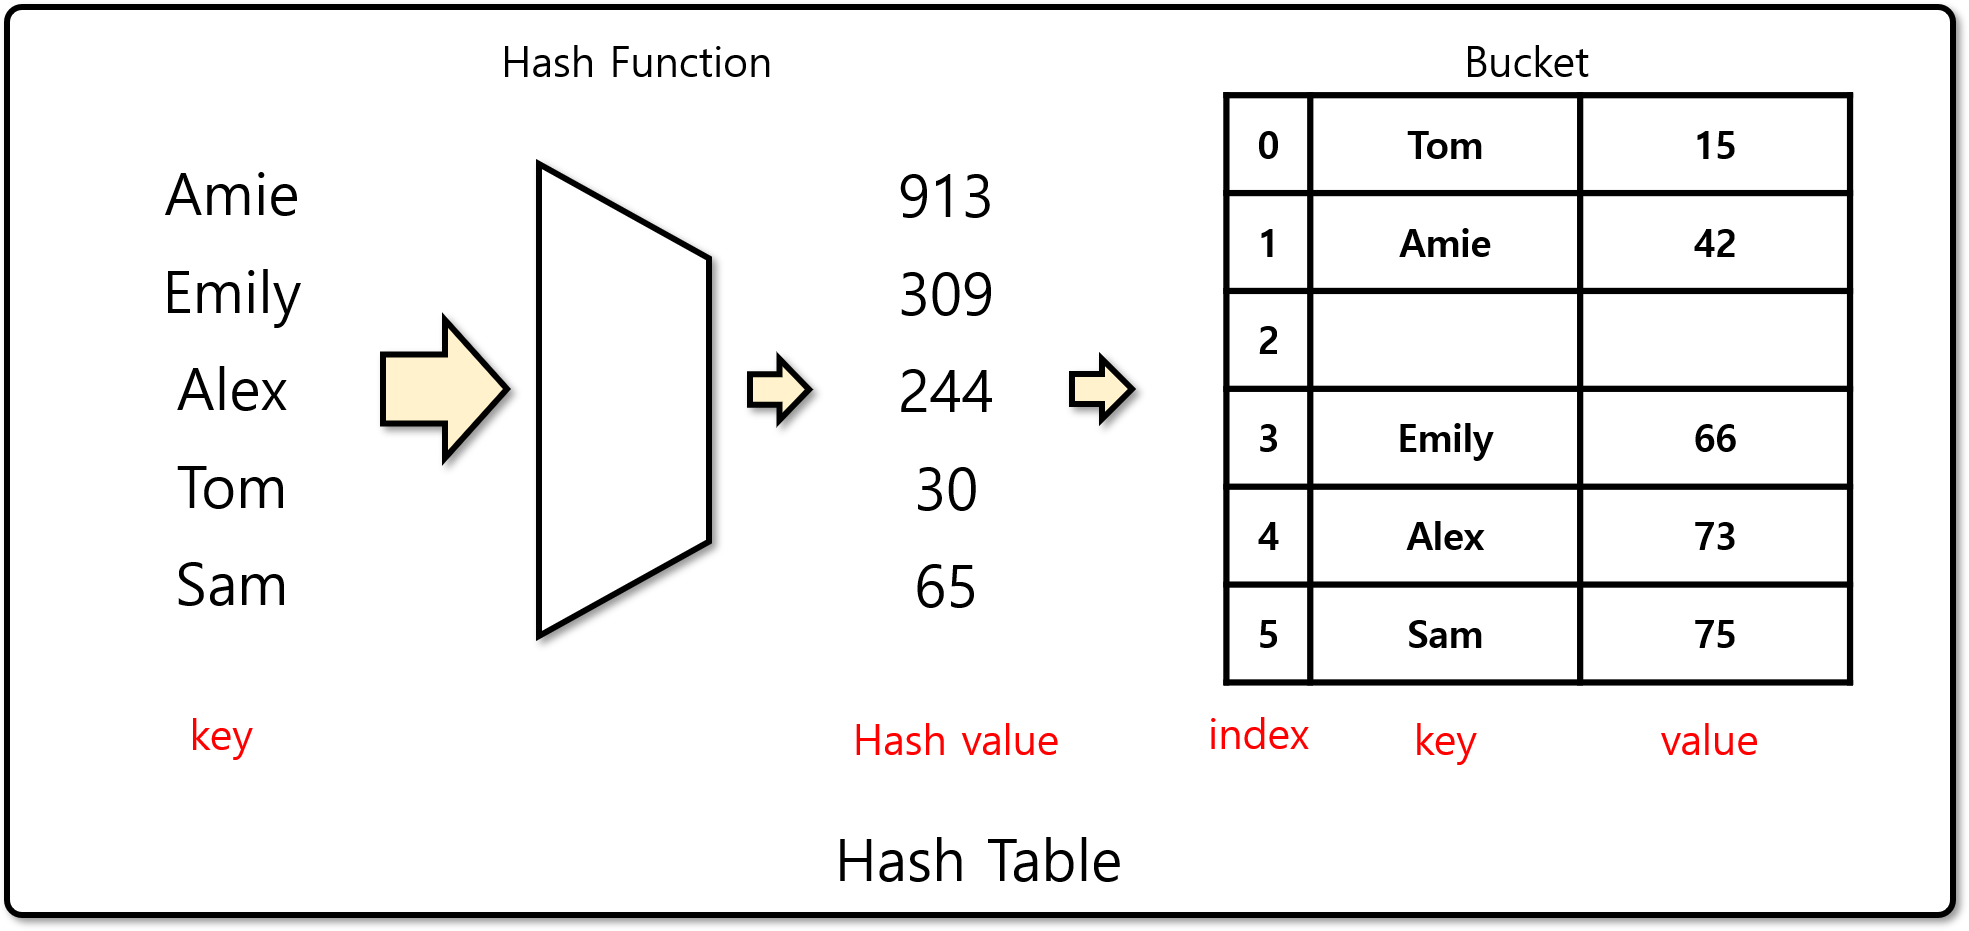 Hash Function
Bucket
Amie
Emily
Alex
Tom
Sam
key
913
309
244
30
65
Hash value
0 Tom 15
1 Amie 42
2
3 Emily 66
4 Alex 73
5 Sam 75
index key value
Hash Table